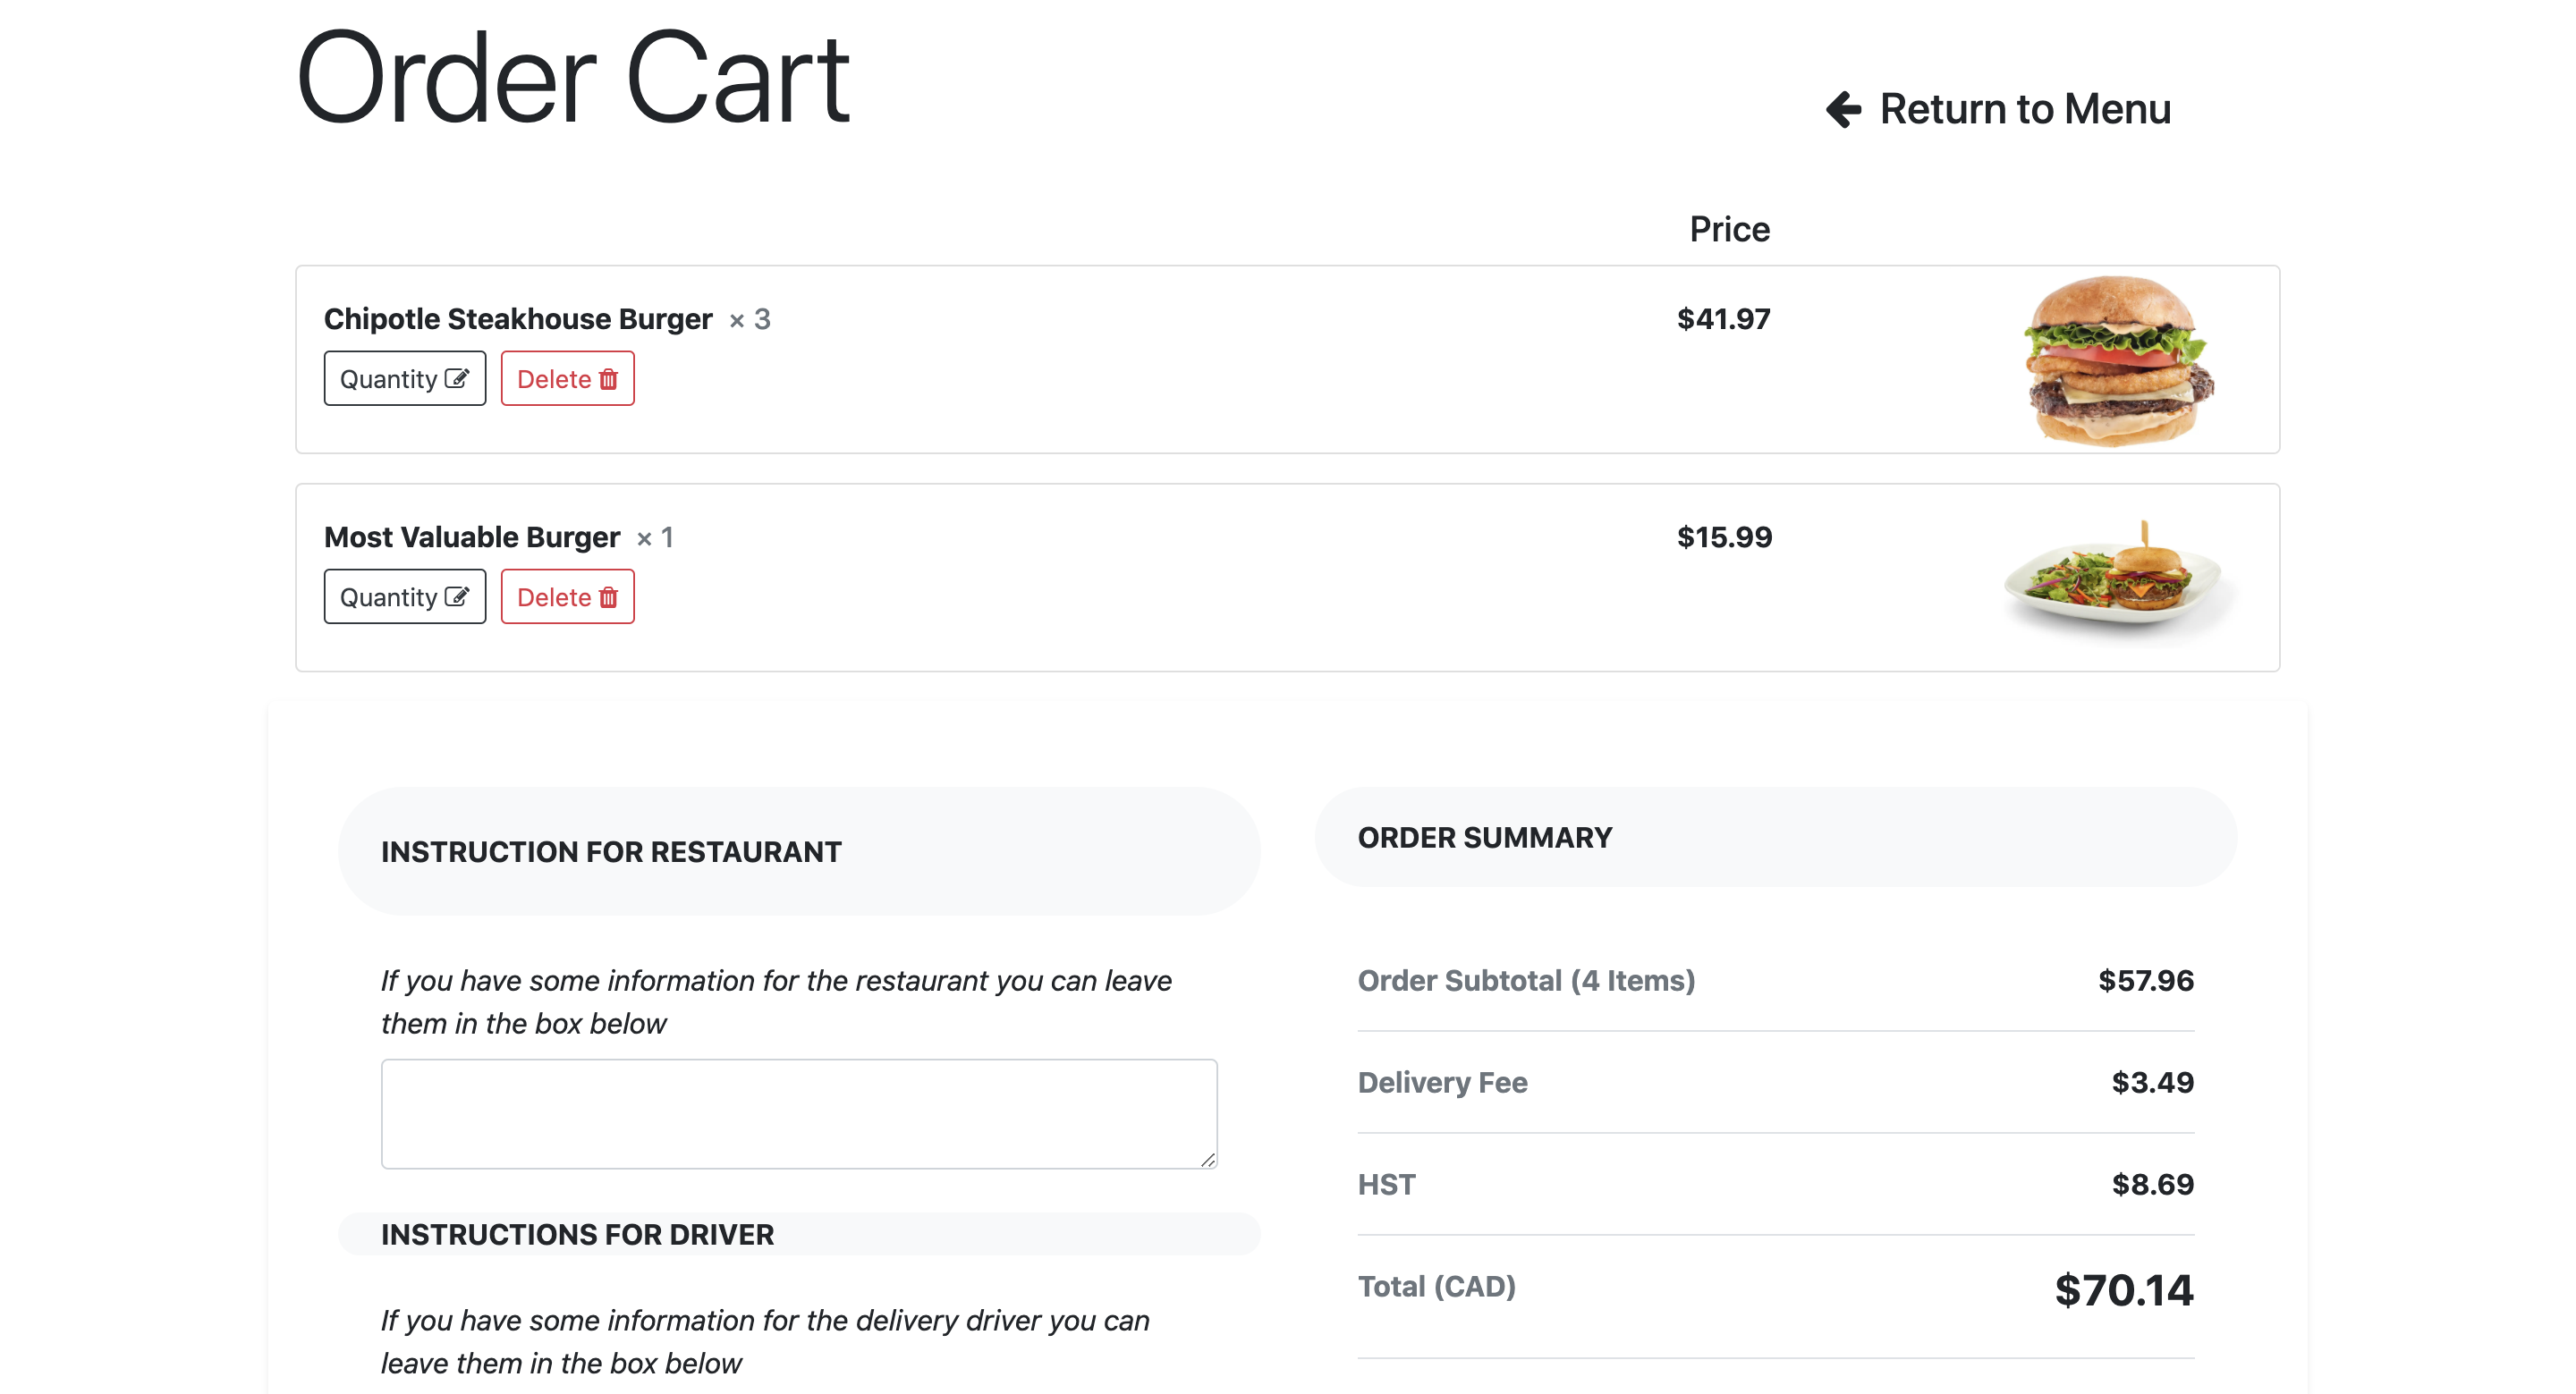 Order Cart
Return to Menu
Price
Chipotle Steakhouse Burger × 3
$41.97
Quantity
Delete
Most Valuable Burger × 1
$15.99
Quantity
Delete
INSTRUCTION FOR RESTAURANT
If you have some information for the restaurant you can leave
them in the box below
INSTRUCTIONS FOR DRIVER
If you have some information for the delivery driver you can
leave them in the box below
ORDER SUMMARY
Order Subtotal (4 Items) $57.96
Delivery Fee $3.49
HST $8.69
Total (CAD) $70.14